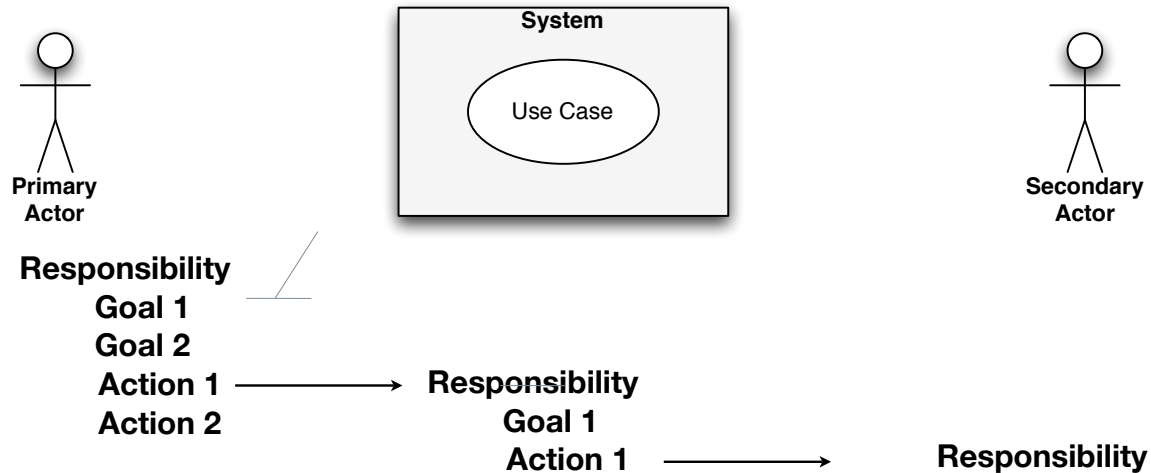 System
Use Case
Primary
Actor
Secondary
Actor
Responsibility
Goal 1
Goal 2
Action 1
Action 2
Responsibility
Goal 1
Action 1
Responsibility